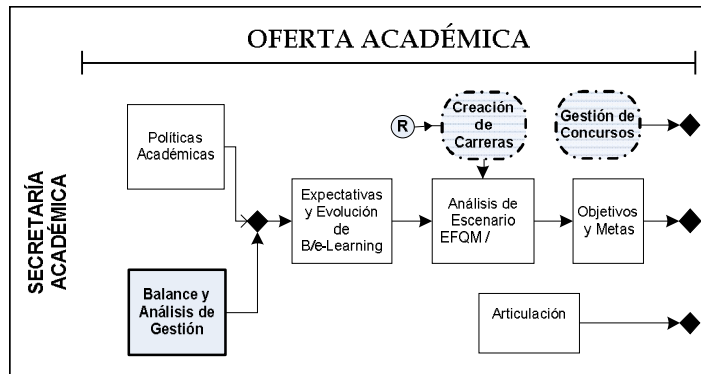 OFERTA ACADÉMICA
SECRETARÍA
ACADÉMICA
Políticas
Académicas
R
Creación
de
Carreras
Gestión de
Concursos
Expectativas
y Evolución
de
B/e-Learning
Análisis de
Escenario
EFQM /
Objetivos
y Metas
Balance y
Análisis de
Gestión
Articulación